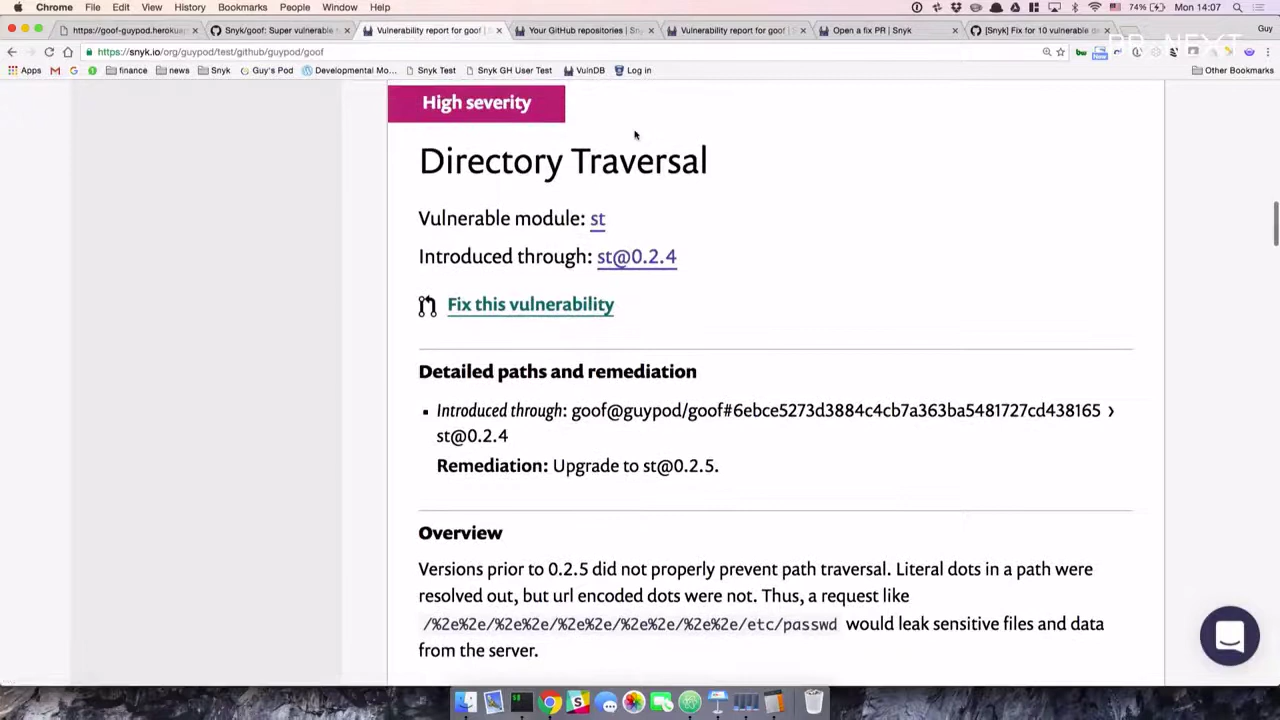 Chrome File Edit View History Bookmarks People Window Help 74% Mon 14:07
https://goof-guypod.herokuap Snyk/goof: Super vulnerable t Vulnerability report for goof | Your GitHub repositories | Sny Vulnerability report for goof | Open a fix PR | Snyk [Snyk] Fix for 10 vulnerable d Guy
https://snyk.io/org/guypod/test/github/guypod/goof
Apps finance news Snyk Guy's Pod Developmental Mo... Snyk Test Snyk GH User Test VulnDB Log in Other Bookmarks
High severity
Directory Traversal
Vulnerable module: st
Introduced through: st@0.2.4
Fix this vulnerability
Detailed paths and remediation
Introduced through: goof@guypod/goof#6ebce5273d3884c4cb7a363ba5481727cd438165 ›
st@0.2.4
Remediation: Upgrade to st@0.2.5.
Overview
Versions prior to 0.2.5 did not properly prevent path traversal. Literal dots in a path were
resolved out, but url encoded dots were not. Thus, a request like
/%2e%2e/%2e%2e/%2e%2e/%2e%2e/%2e%2e/etc/passwd would leak sensitive files and data
from the server.